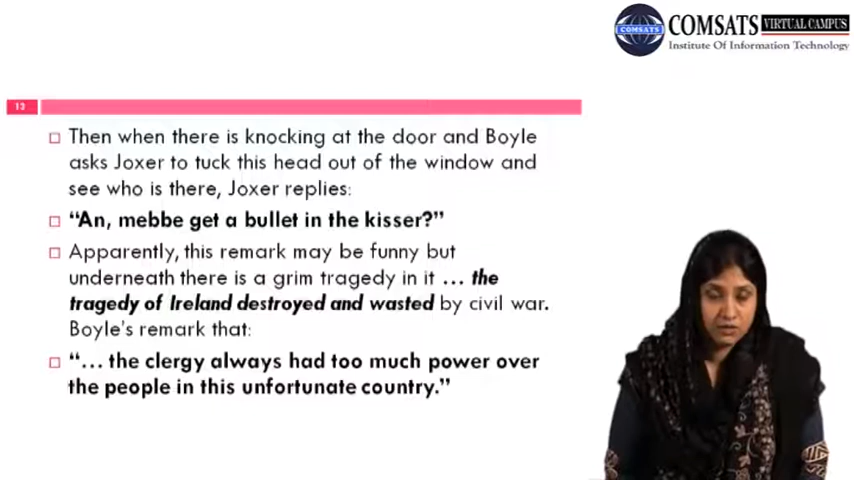 COMSATS VIRTUAL CAMPUS
COMSATS
Institute Of Information Technology
13
Then when there is knocking at the door and Boyle
asks Joxer to tuck this head out of the window and
see who is there, Joxer replies:
“An, mebbe get a bullet in the kisser?”
Apparently, this remark may be funny but
underneath there is a grim tragedy in it ... the
tragedy of Ireland destroyed and wasted by civil war.
Boyle’s remark that:
“... the clergy always had too much power over
the people in this unfortunate country.”